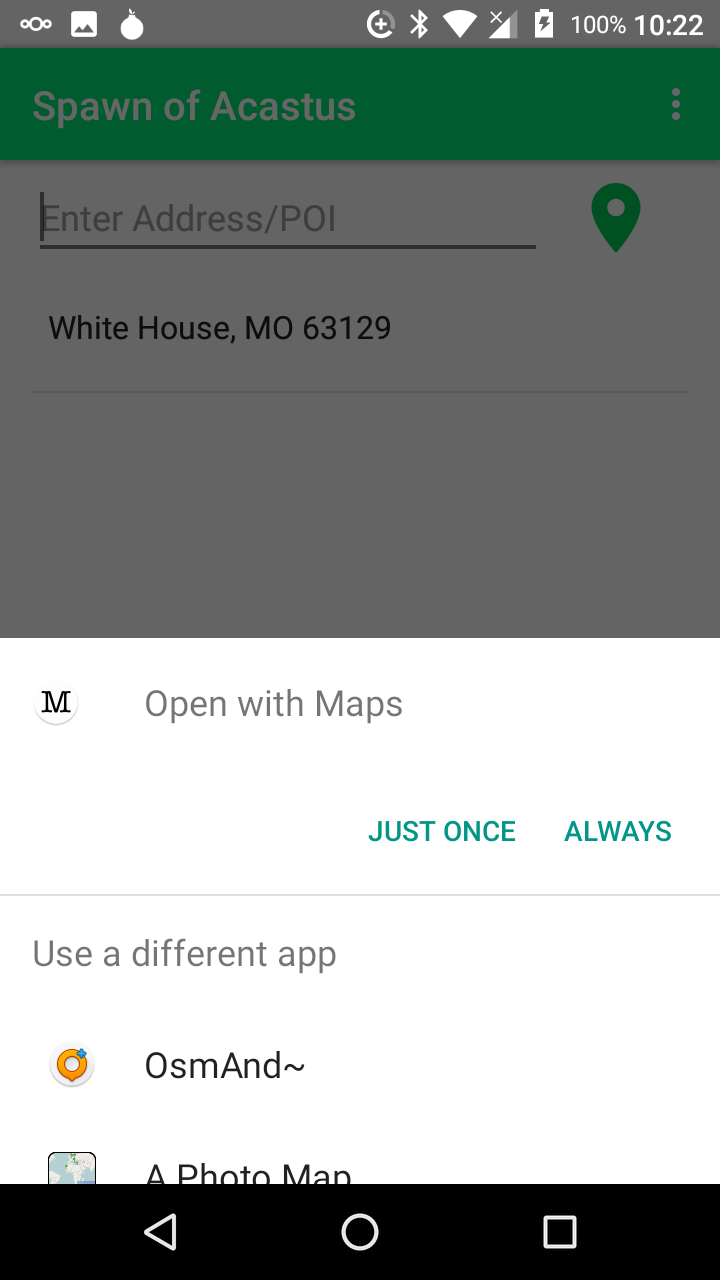 100% 10:22
Spawn of Acastus
Enter Address/POI
White House, MO 63129
M Open with Maps
JUST ONCE ALWAYS
Use a different app
OsmAnd~
A Photo Map